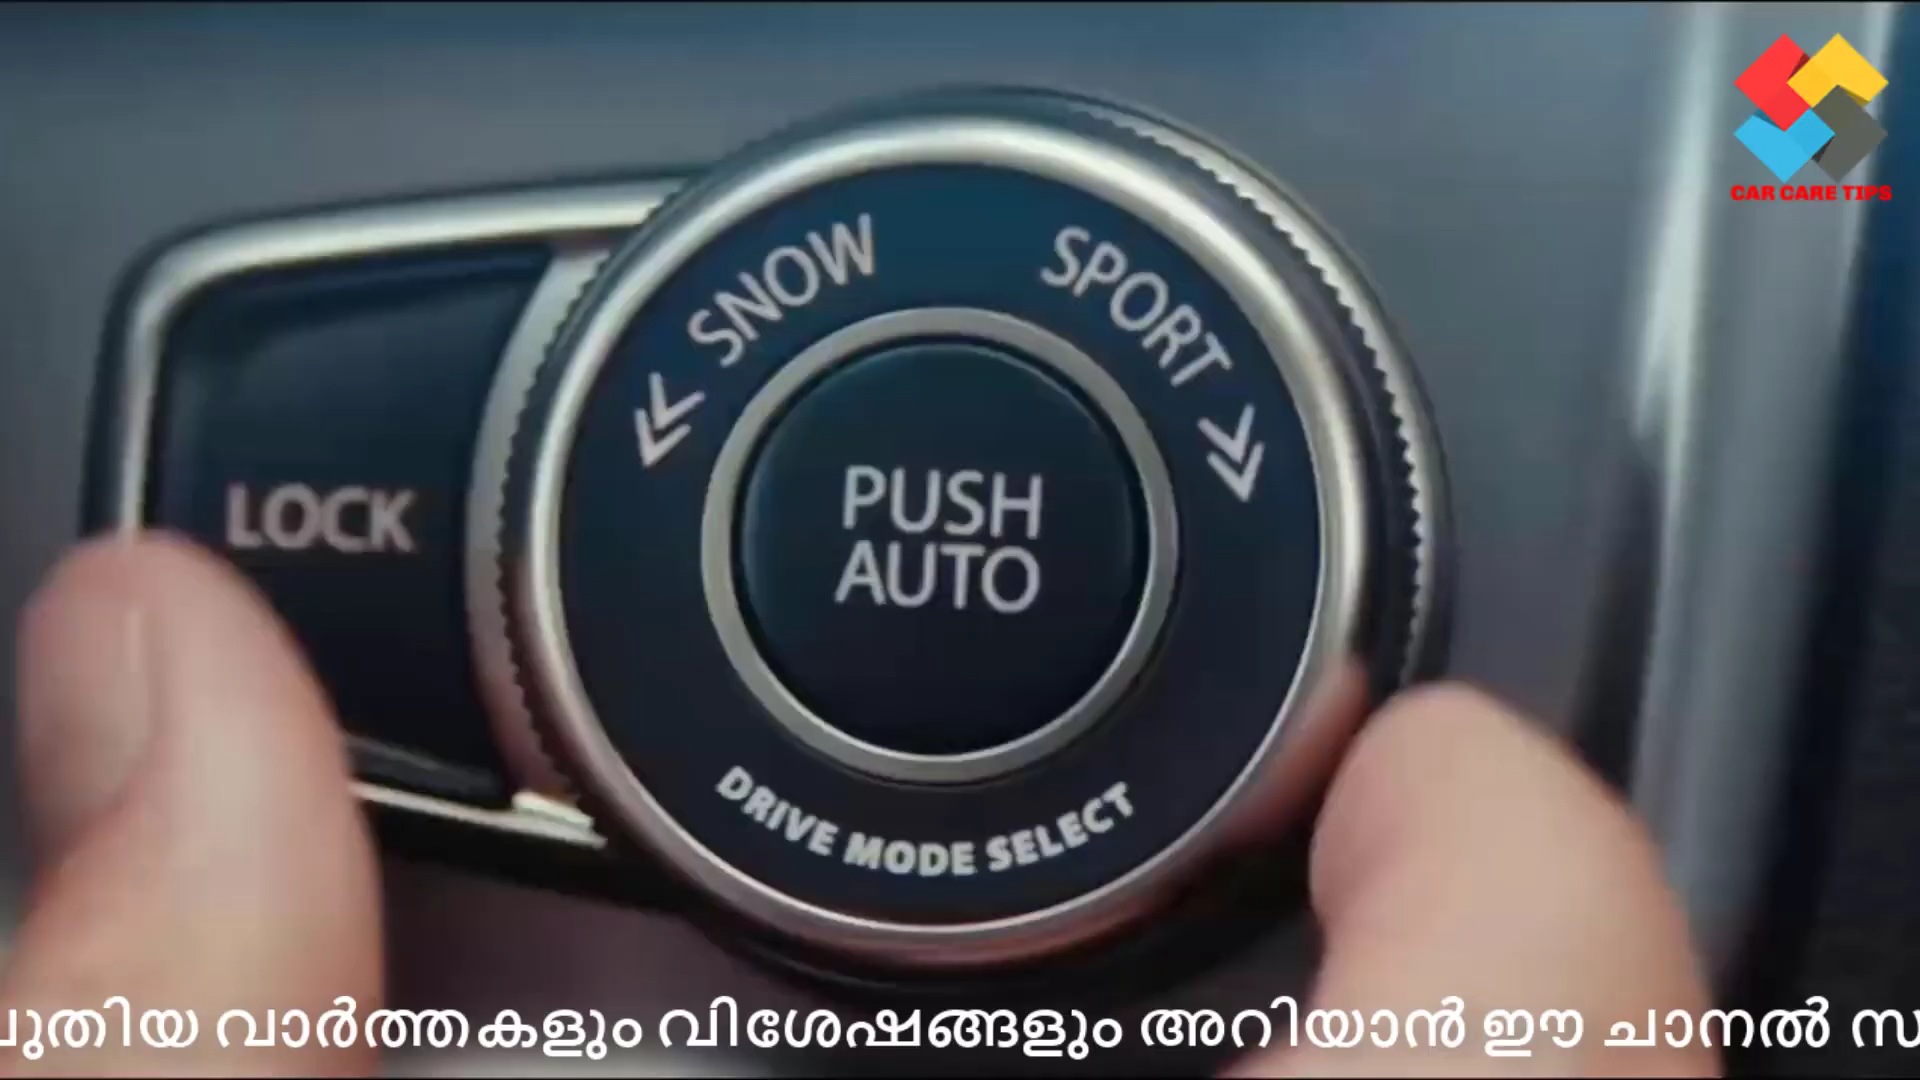 CAR CARE TIPS
SNOW
SPORT
LOCK
PUSH
AUTO
DRIVE MODE SELECT
വാർത്തകളും വിശേഷങ്ങളും അറിയാൻ ഈ ചാനൽ